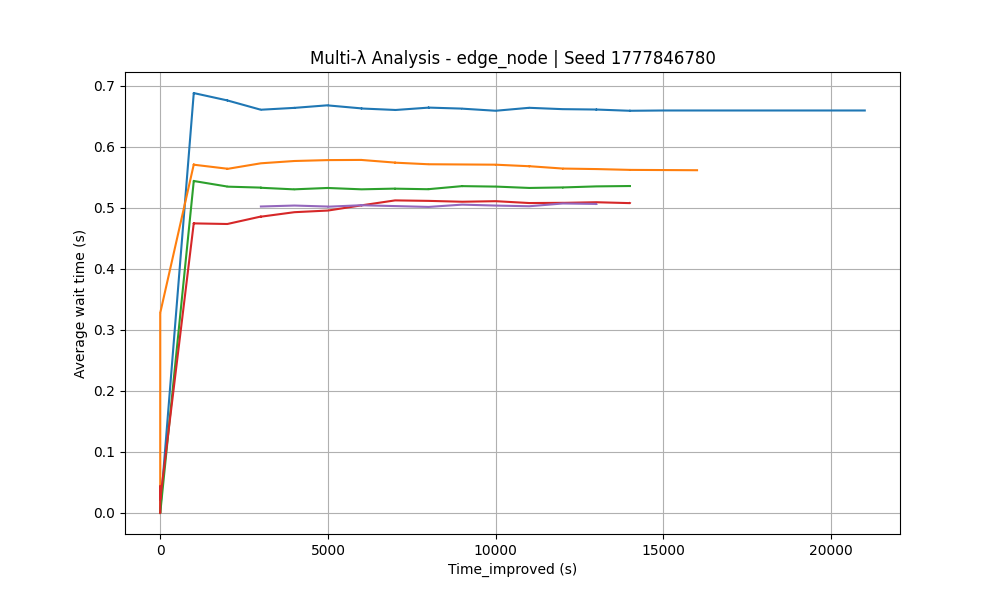 Multi-λ Analysis - edge_node | Seed 1777846780
Average wait time (s)
0.7
0.6
0.5
0.4
0.3
0.2
0.1
0.0
0 5000 10000 15000 20000
Time_improved (s)